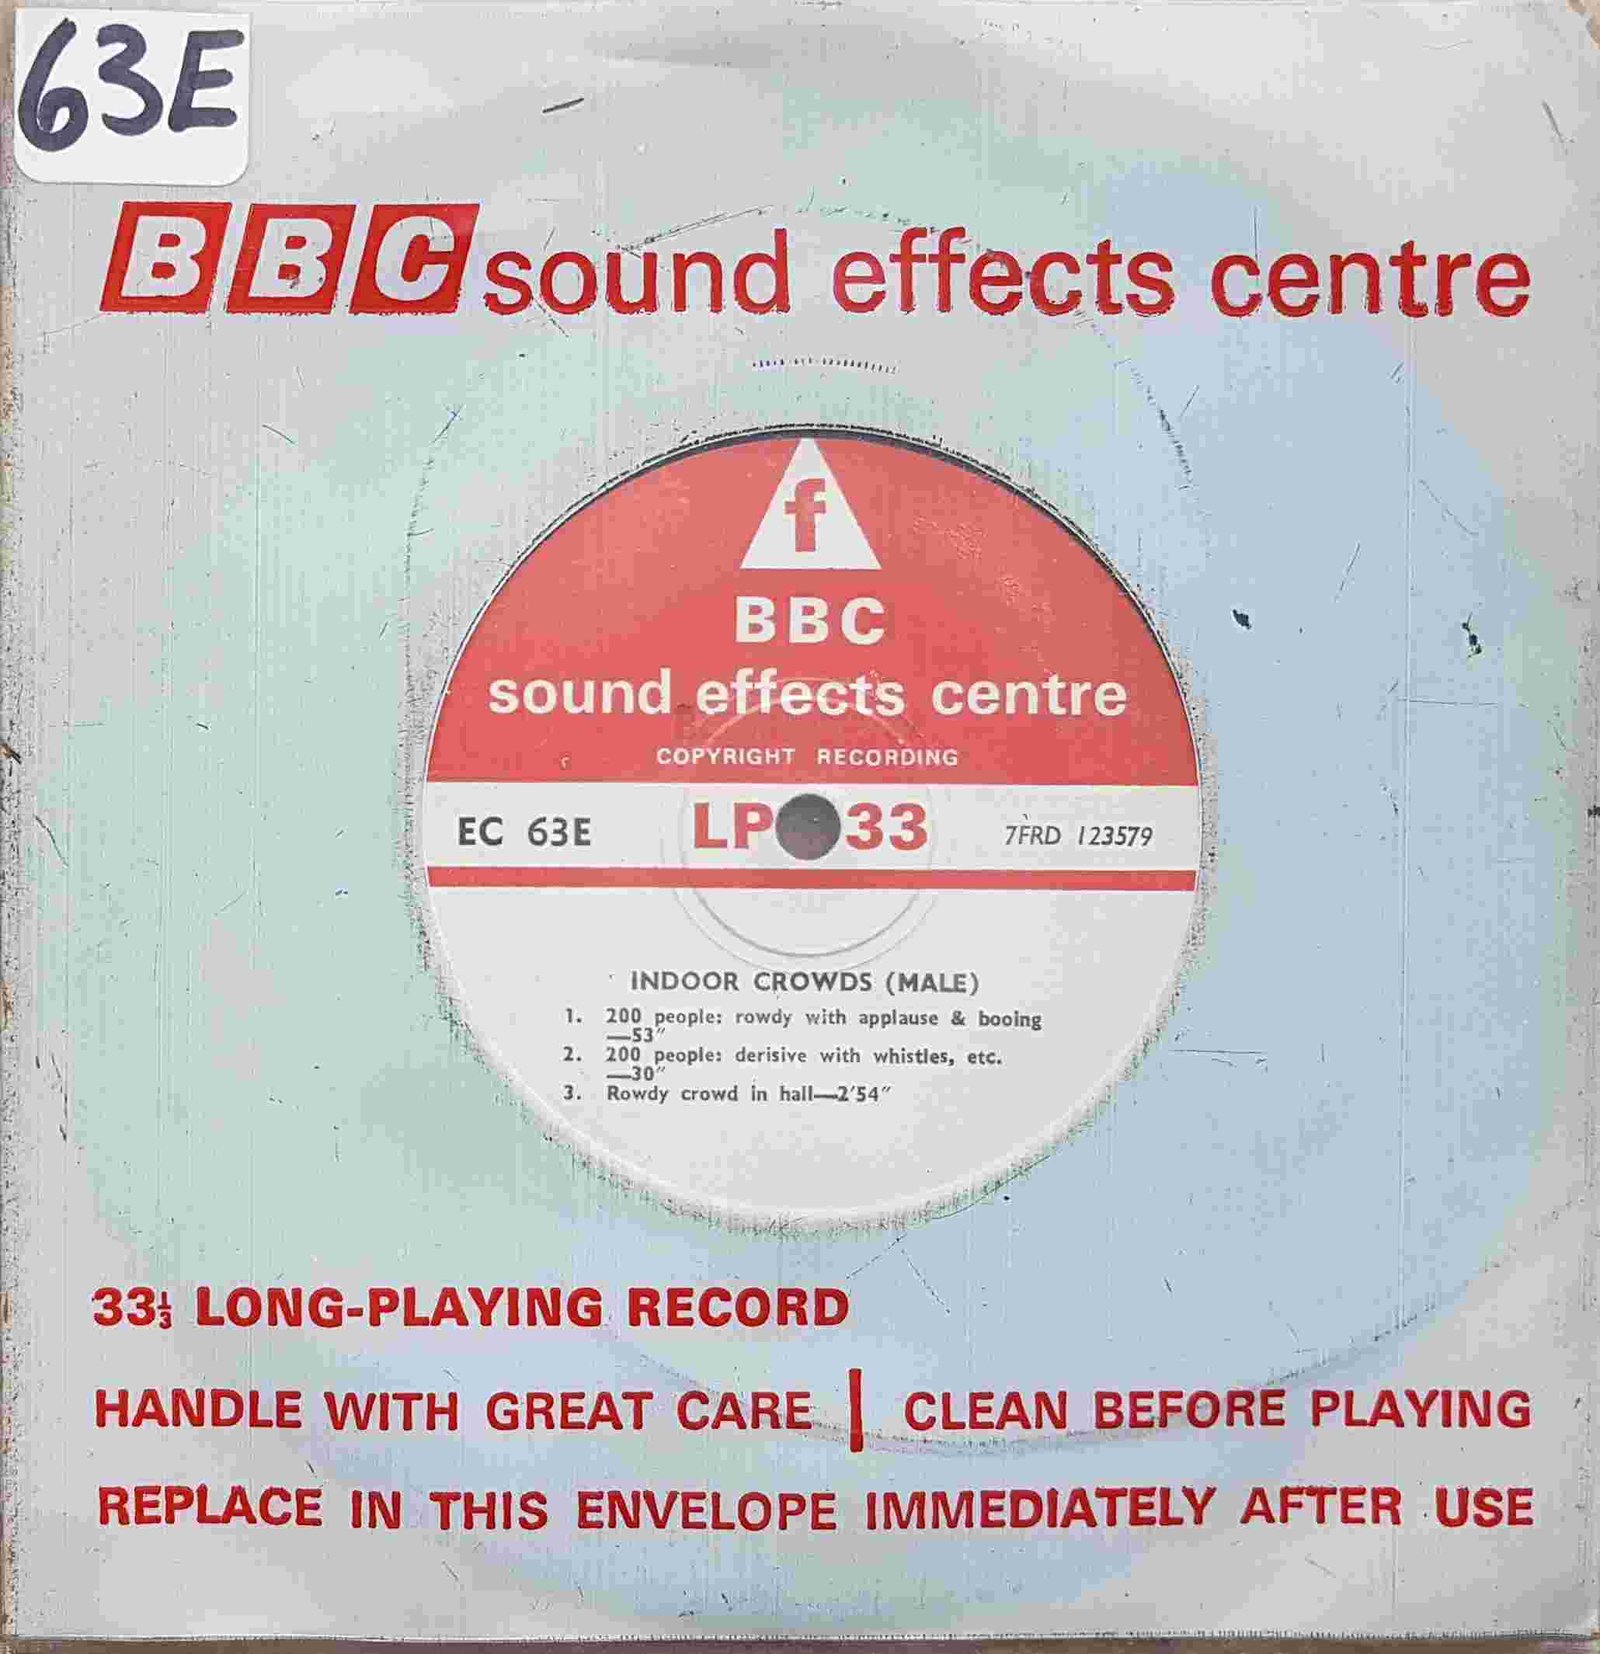 63E
BBC sound effects centre
f
BBC
sound effects centre
COPYRIGHT RECORDING
EC 63E LP 33 7FRD 123579
INDOOR CROWDS (MALE)
1. 200 people: rowdy with applause & booing
—53″
2. 200 people: derisive with whistles, etc.
—30″
3. Rowdy crowd in hall—2′54″
33⅓ LONG-PLAYING RECORD
HANDLE WITH GREAT CARE | CLEAN BEFORE PLAYING
REPLACE IN THIS ENVELOPE IMMEDIATELY AFTER USE